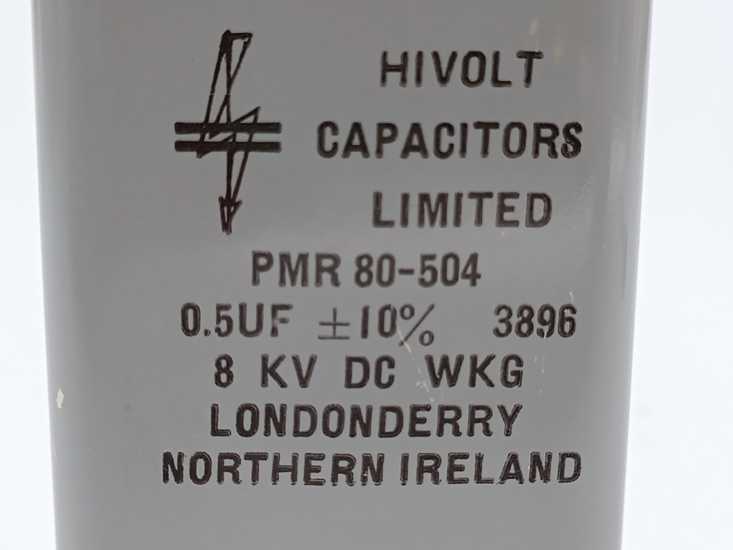 HIVOLT
CAPACITORS
LIMITED
PMR 80-504
0.5UF ±10% 3896
8 KV DC WKG
LONDONDERRY
NORTHERN IRELAND